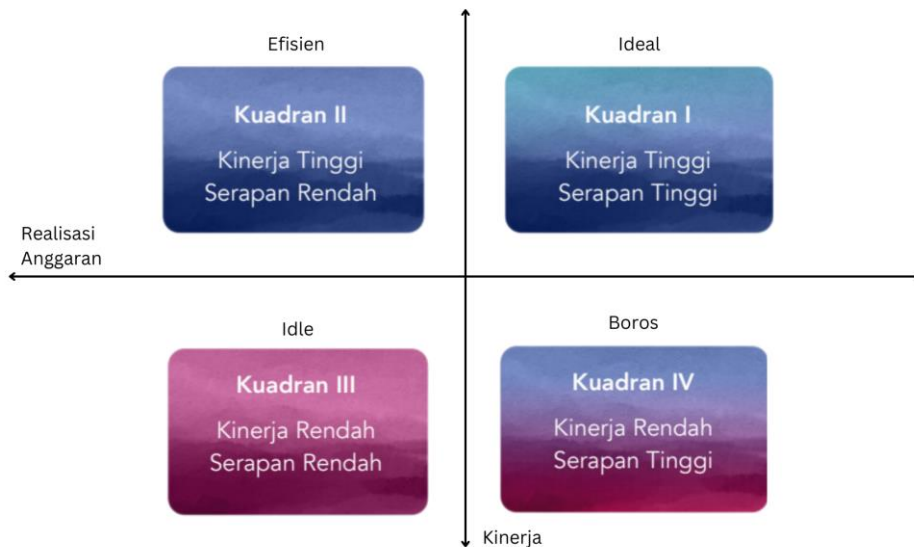 Efisien
Ideal
Kuadran II
Kinerja Tinggi
Serapan Rendah
Kuadran I
Kinerja Tinggi
Serapan Tinggi
Realisasi
Anggaran
Idle
Boros
Kuadran III
Kinerja Rendah
Serapan Rendah
Kuadran IV
Kinerja Rendah
Serapan Tinggi
Kinerja